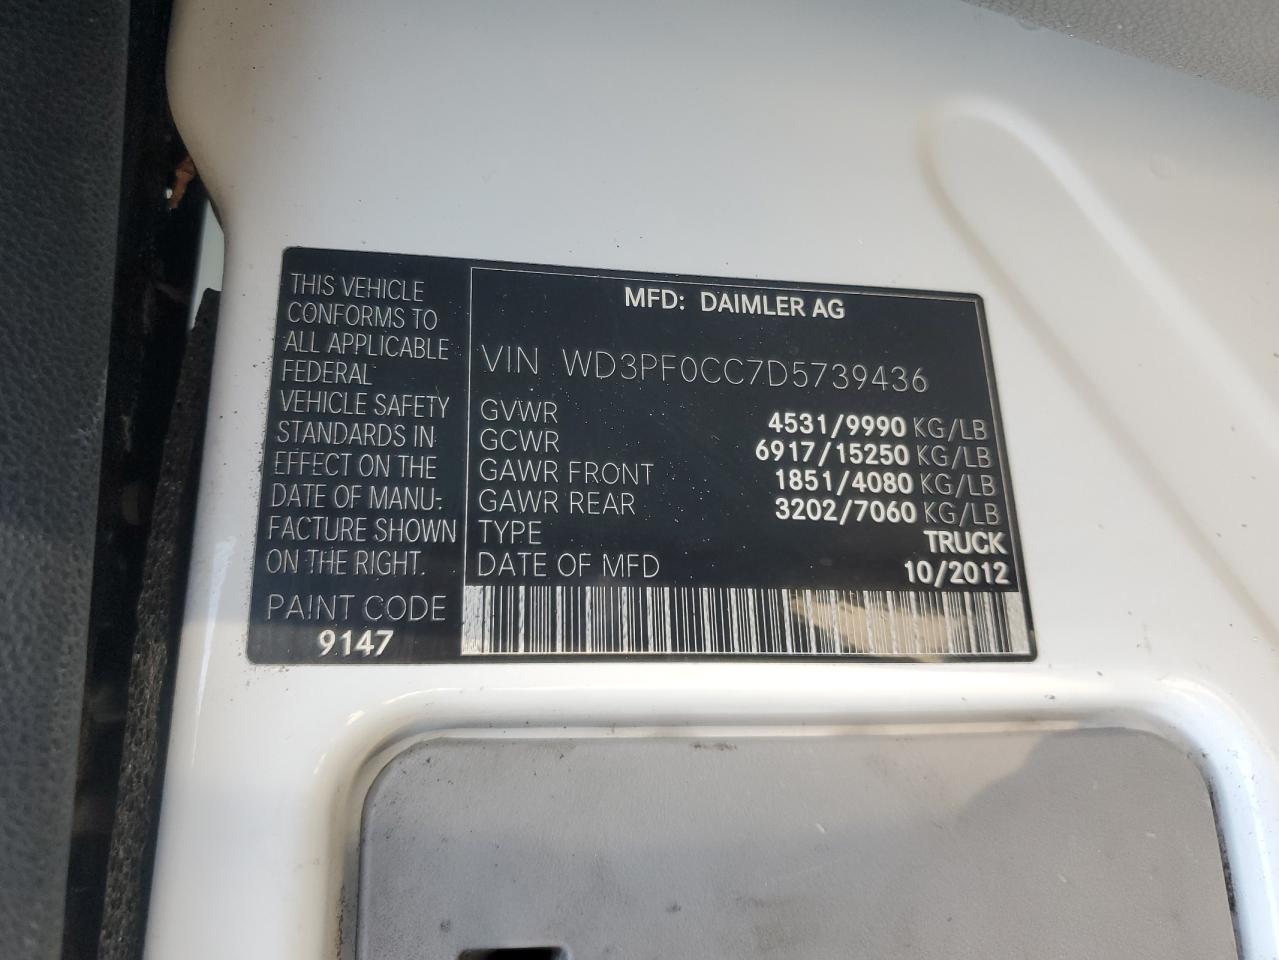 THIS VEHICLE
CONFORMS TO
ALL APPLICABLE
FEDERAL
VEHICLE SAFETY
STANDARDS IN
EFFECT ON THE
DATE OF MANU-
FACTURE SHOWN
ON THE RIGHT.
PAINT CODE
9147
MFD: DAIMLER AG
VIN WD3PF0CC7D5739436
GVWR 4531/9990 KG/LB
GCWR 6917/15250 KG/LB
GAWR FRONT 1851/4080 KG/LB
GAWR REAR 3202/7060 KG/LB
TYPE TRUCK
DATE OF MFD 10/2012